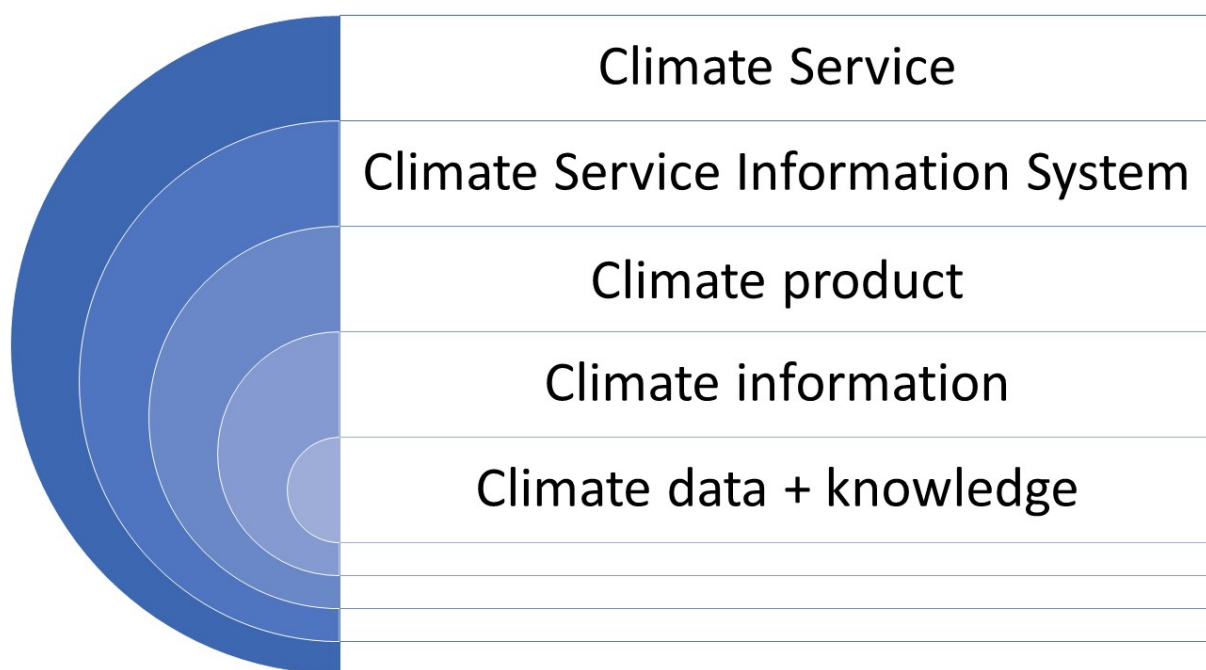 Climate Service
Climate Service Information System
Climate product
Climate information
Climate data + knowledge